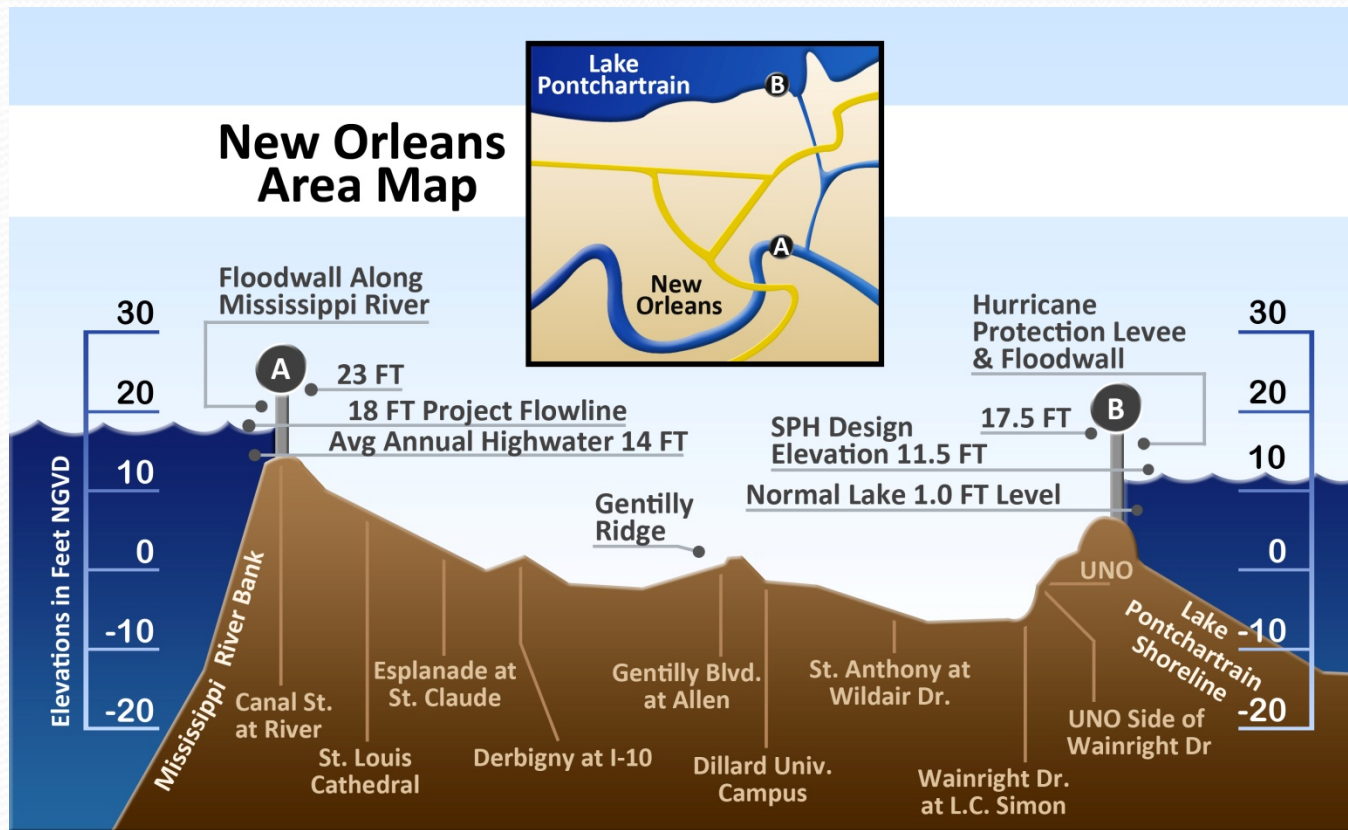 New Orleans
Area Map
Lake
Pontchartrain
B
A
New
Orleans
Floodwall Along
Mississippi River
A
23 FT
18 FT Project Flowline
Avg Annual Highwater 14 FT
Hurricane
Protection Levee
& Floodwall
B
17.5 FT
SPH Design
Elevation 11.5 FT
Normal Lake 1.0 FT Level
Gentilly
Ridge
Elevations in Feet NGVD
30
20
10
0
-10
-20
30
20
10
0
-10
-20
Mississippi River Bank
Canal St.
at River
St. Louis
Cathedral
Esplanade at
St. Claude
Derbigny at I-10
Gentilly Blvd.
at Allen
Dillard Univ.
Campus
St. Anthony at
Wildair Dr.
Wainright Dr.
at L.C. Simon
UNO
UNO Side of
Wainright Dr
Lake
Pontchartrain
Shoreline